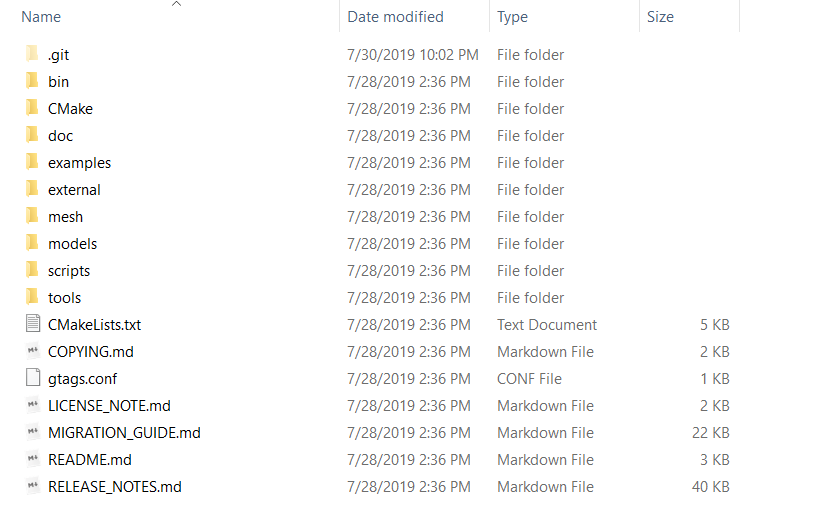 Name Date modified Type Size
.git 7/30/2019 10:02 PM File folder
bin 7/28/2019 2:36 PM File folder
CMake 7/28/2019 2:36 PM File folder
doc 7/28/2019 2:36 PM File folder
examples 7/28/2019 2:36 PM File folder
external 7/28/2019 2:36 PM File folder
mesh 7/28/2019 2:36 PM File folder
models 7/28/2019 2:36 PM File folder
scripts 7/28/2019 2:36 PM File folder
tools 7/28/2019 2:36 PM File folder
CMakeLists.txt 7/28/2019 2:36 PM Text Document 5 KB
COPYING.md 7/28/2019 2:36 PM Markdown File 2 KB
gtags.conf 7/28/2019 2:36 PM CONF File 1 KB
LICENSE_NOTE.md 7/28/2019 2:36 PM Markdown File 2 KB
MIGRATION_GUIDE.md 7/28/2019 2:36 PM Markdown File 22 KB
README.md 7/28/2019 2:36 PM Markdown File 3 KB
RELEASE_NOTES.md 7/28/2019 2:36 PM Markdown File 40 KB